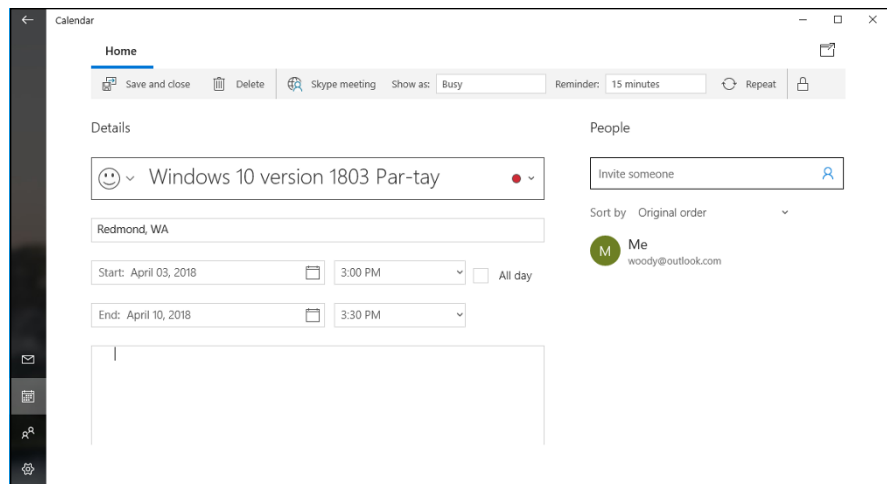 Calendar
Home
Save and close Delete Skype meeting Show as: Busy Reminder: 15 minutes Repeat
Details People
Windows 10 version 1803 Par-tay
Invite someone
Redmond, WA
Sort by Original order
M Me
woody@outlook.com
Start: April 03, 2018 3:00 PM All day
End: April 10, 2018 3:30 PM